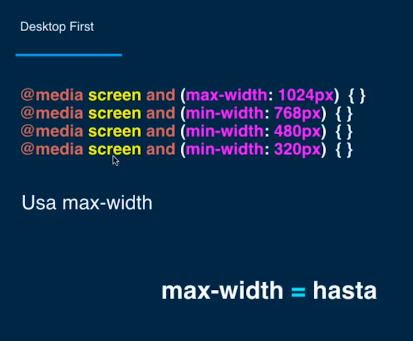 Desktop First
@media screen and (max-width: 1024px) { }
@media screen and (min-width: 768px) { }
@media screen and (min-width: 480px) { }
@media screen and (min-width: 320px) { }
Usa max-width
max-width = hasta